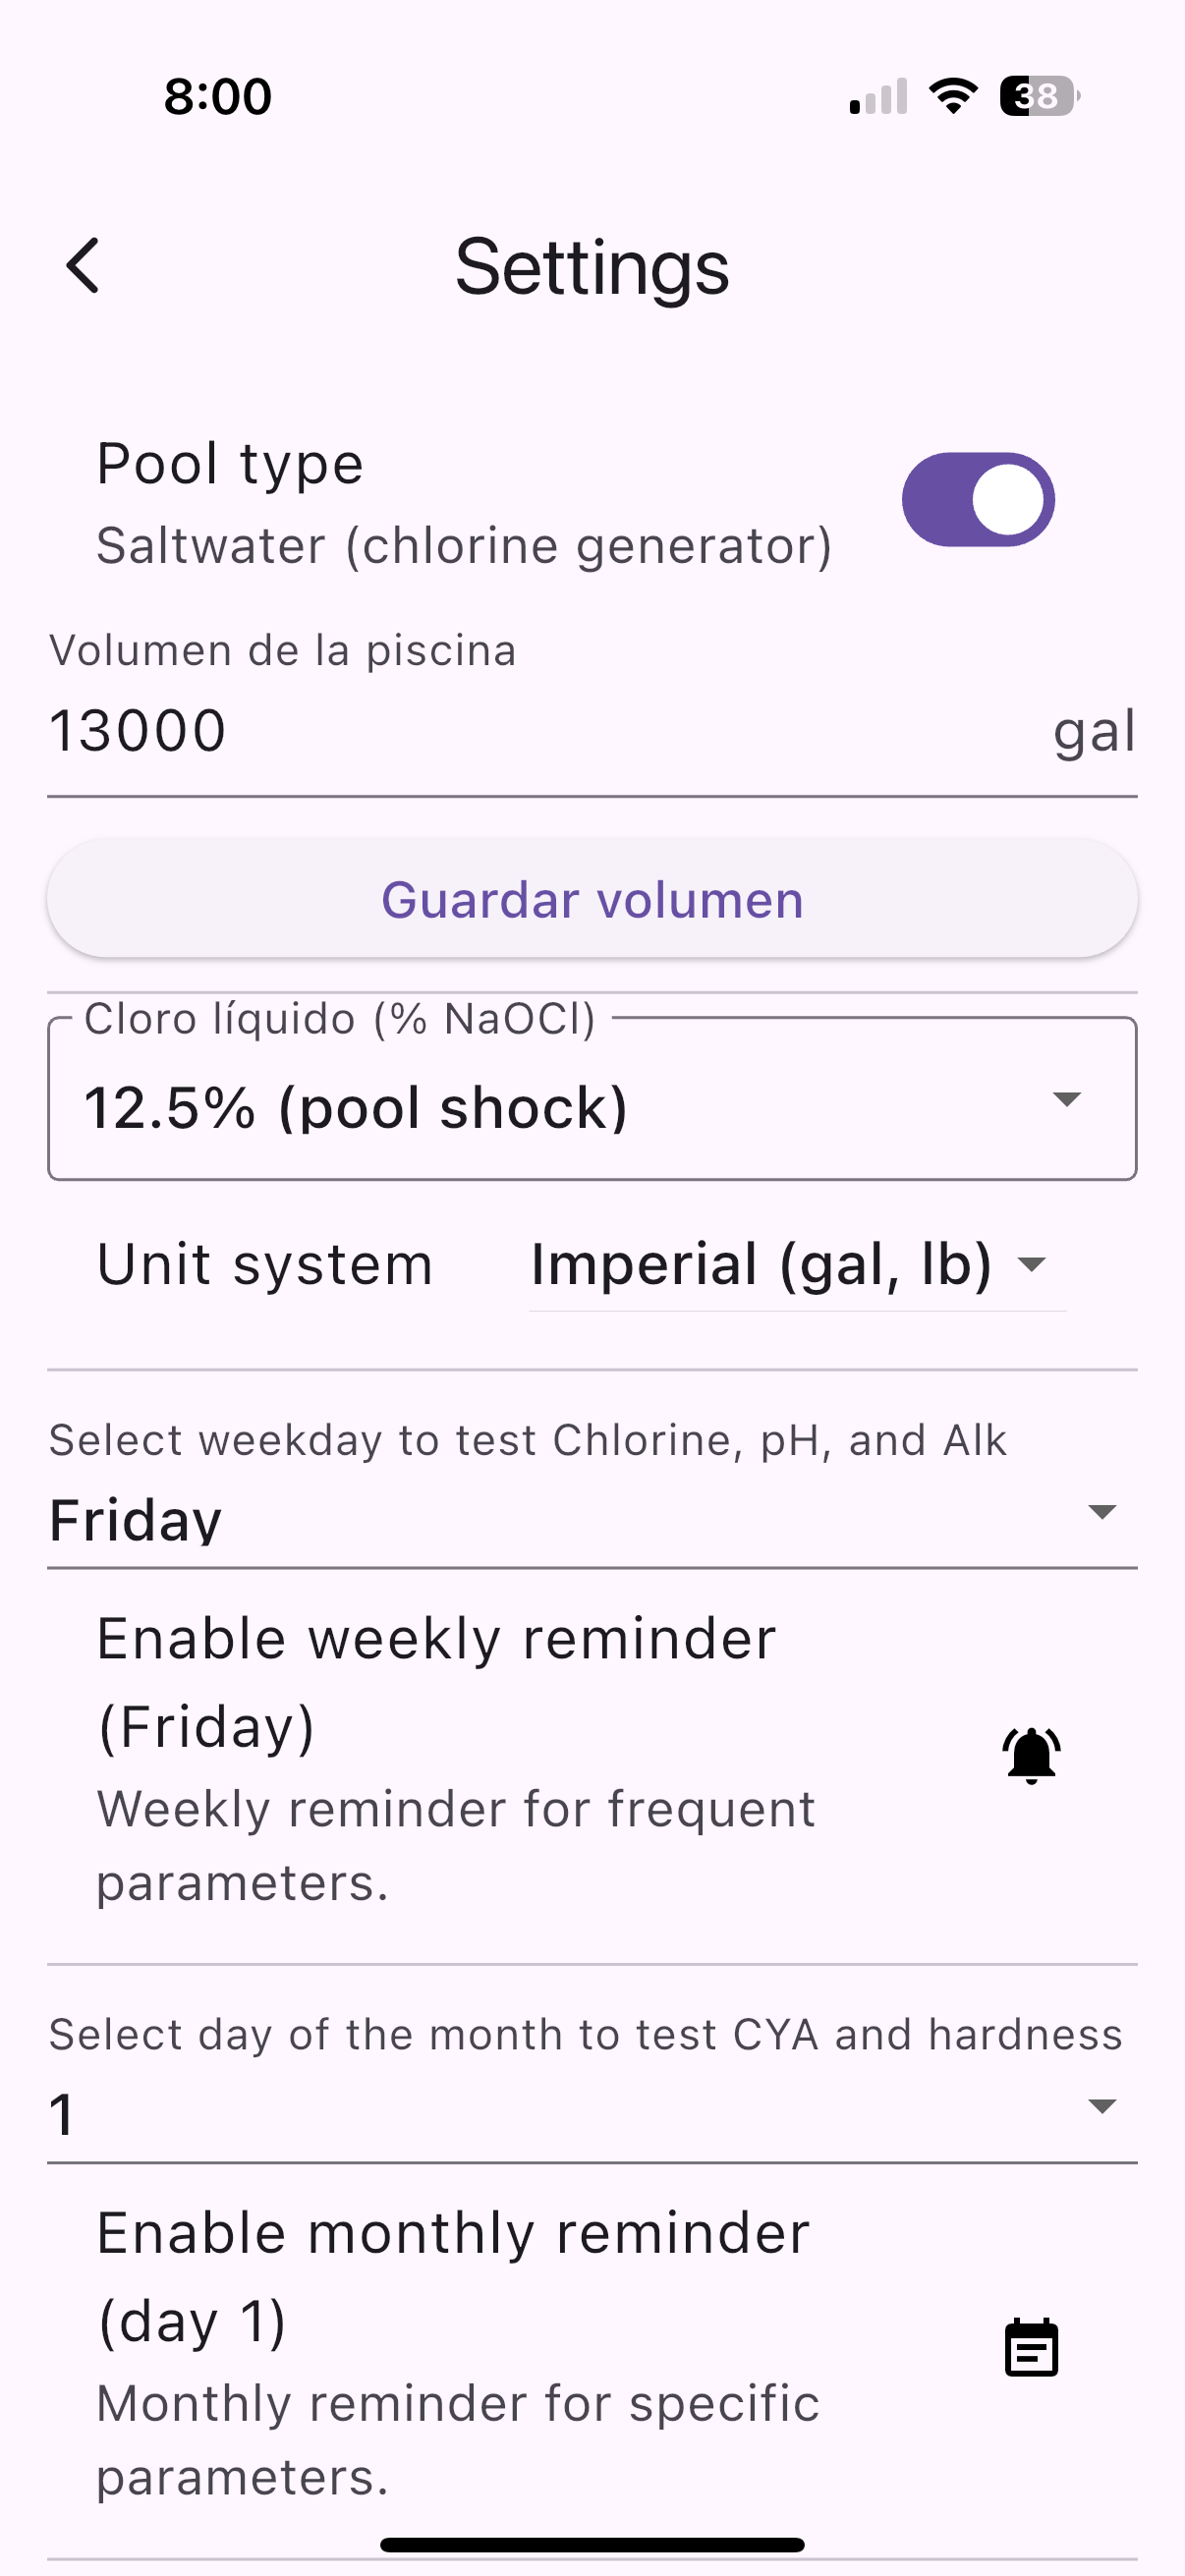 8:00
38
Settings
Pool type
Saltwater (chlorine generator)
Volumen de la piscina
13000 gal
Guardar volumen
Cloro líquido (% NaOCl)
12.5% (pool shock)
Unit system Imperial (gal, lb)
Select weekday to test Chlorine, pH, and Alk
Friday
Enable weekly reminder
(Friday)
Weekly reminder for frequent
parameters.
Select day of the month to test CYA and hardness
1
Enable monthly reminder
(day 1)
Monthly reminder for specific
parameters.